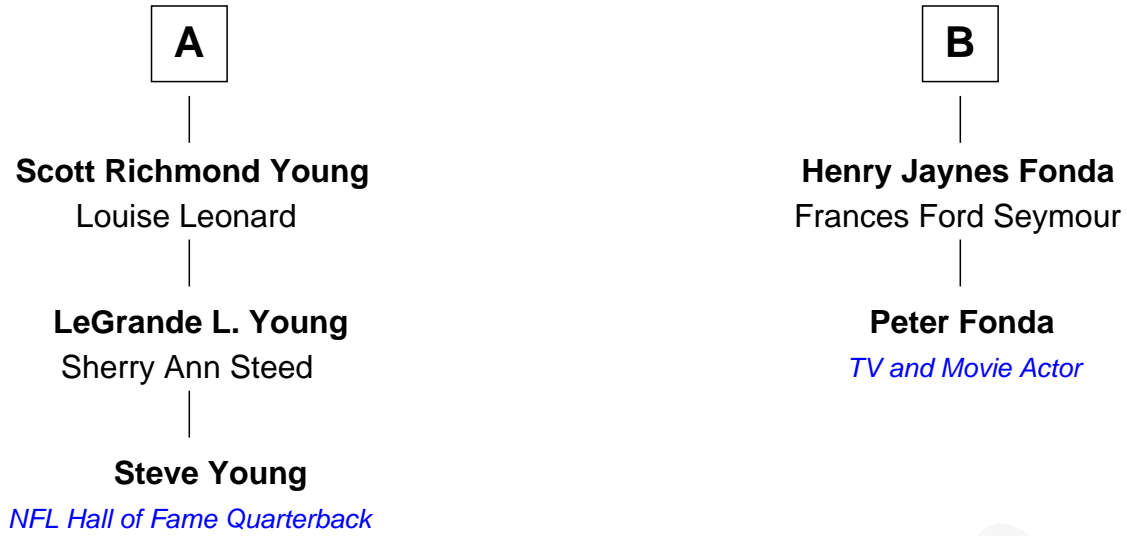 A
B
Scott Richmond Young
Louise Leonard
Henry Jaynes Fonda
Frances Ford Seymour
LeGrande L. Young
Sherry Ann Steed
Peter Fonda
TV and Movie Actor
Steve Young
NFL Hall of Fame Quarterback